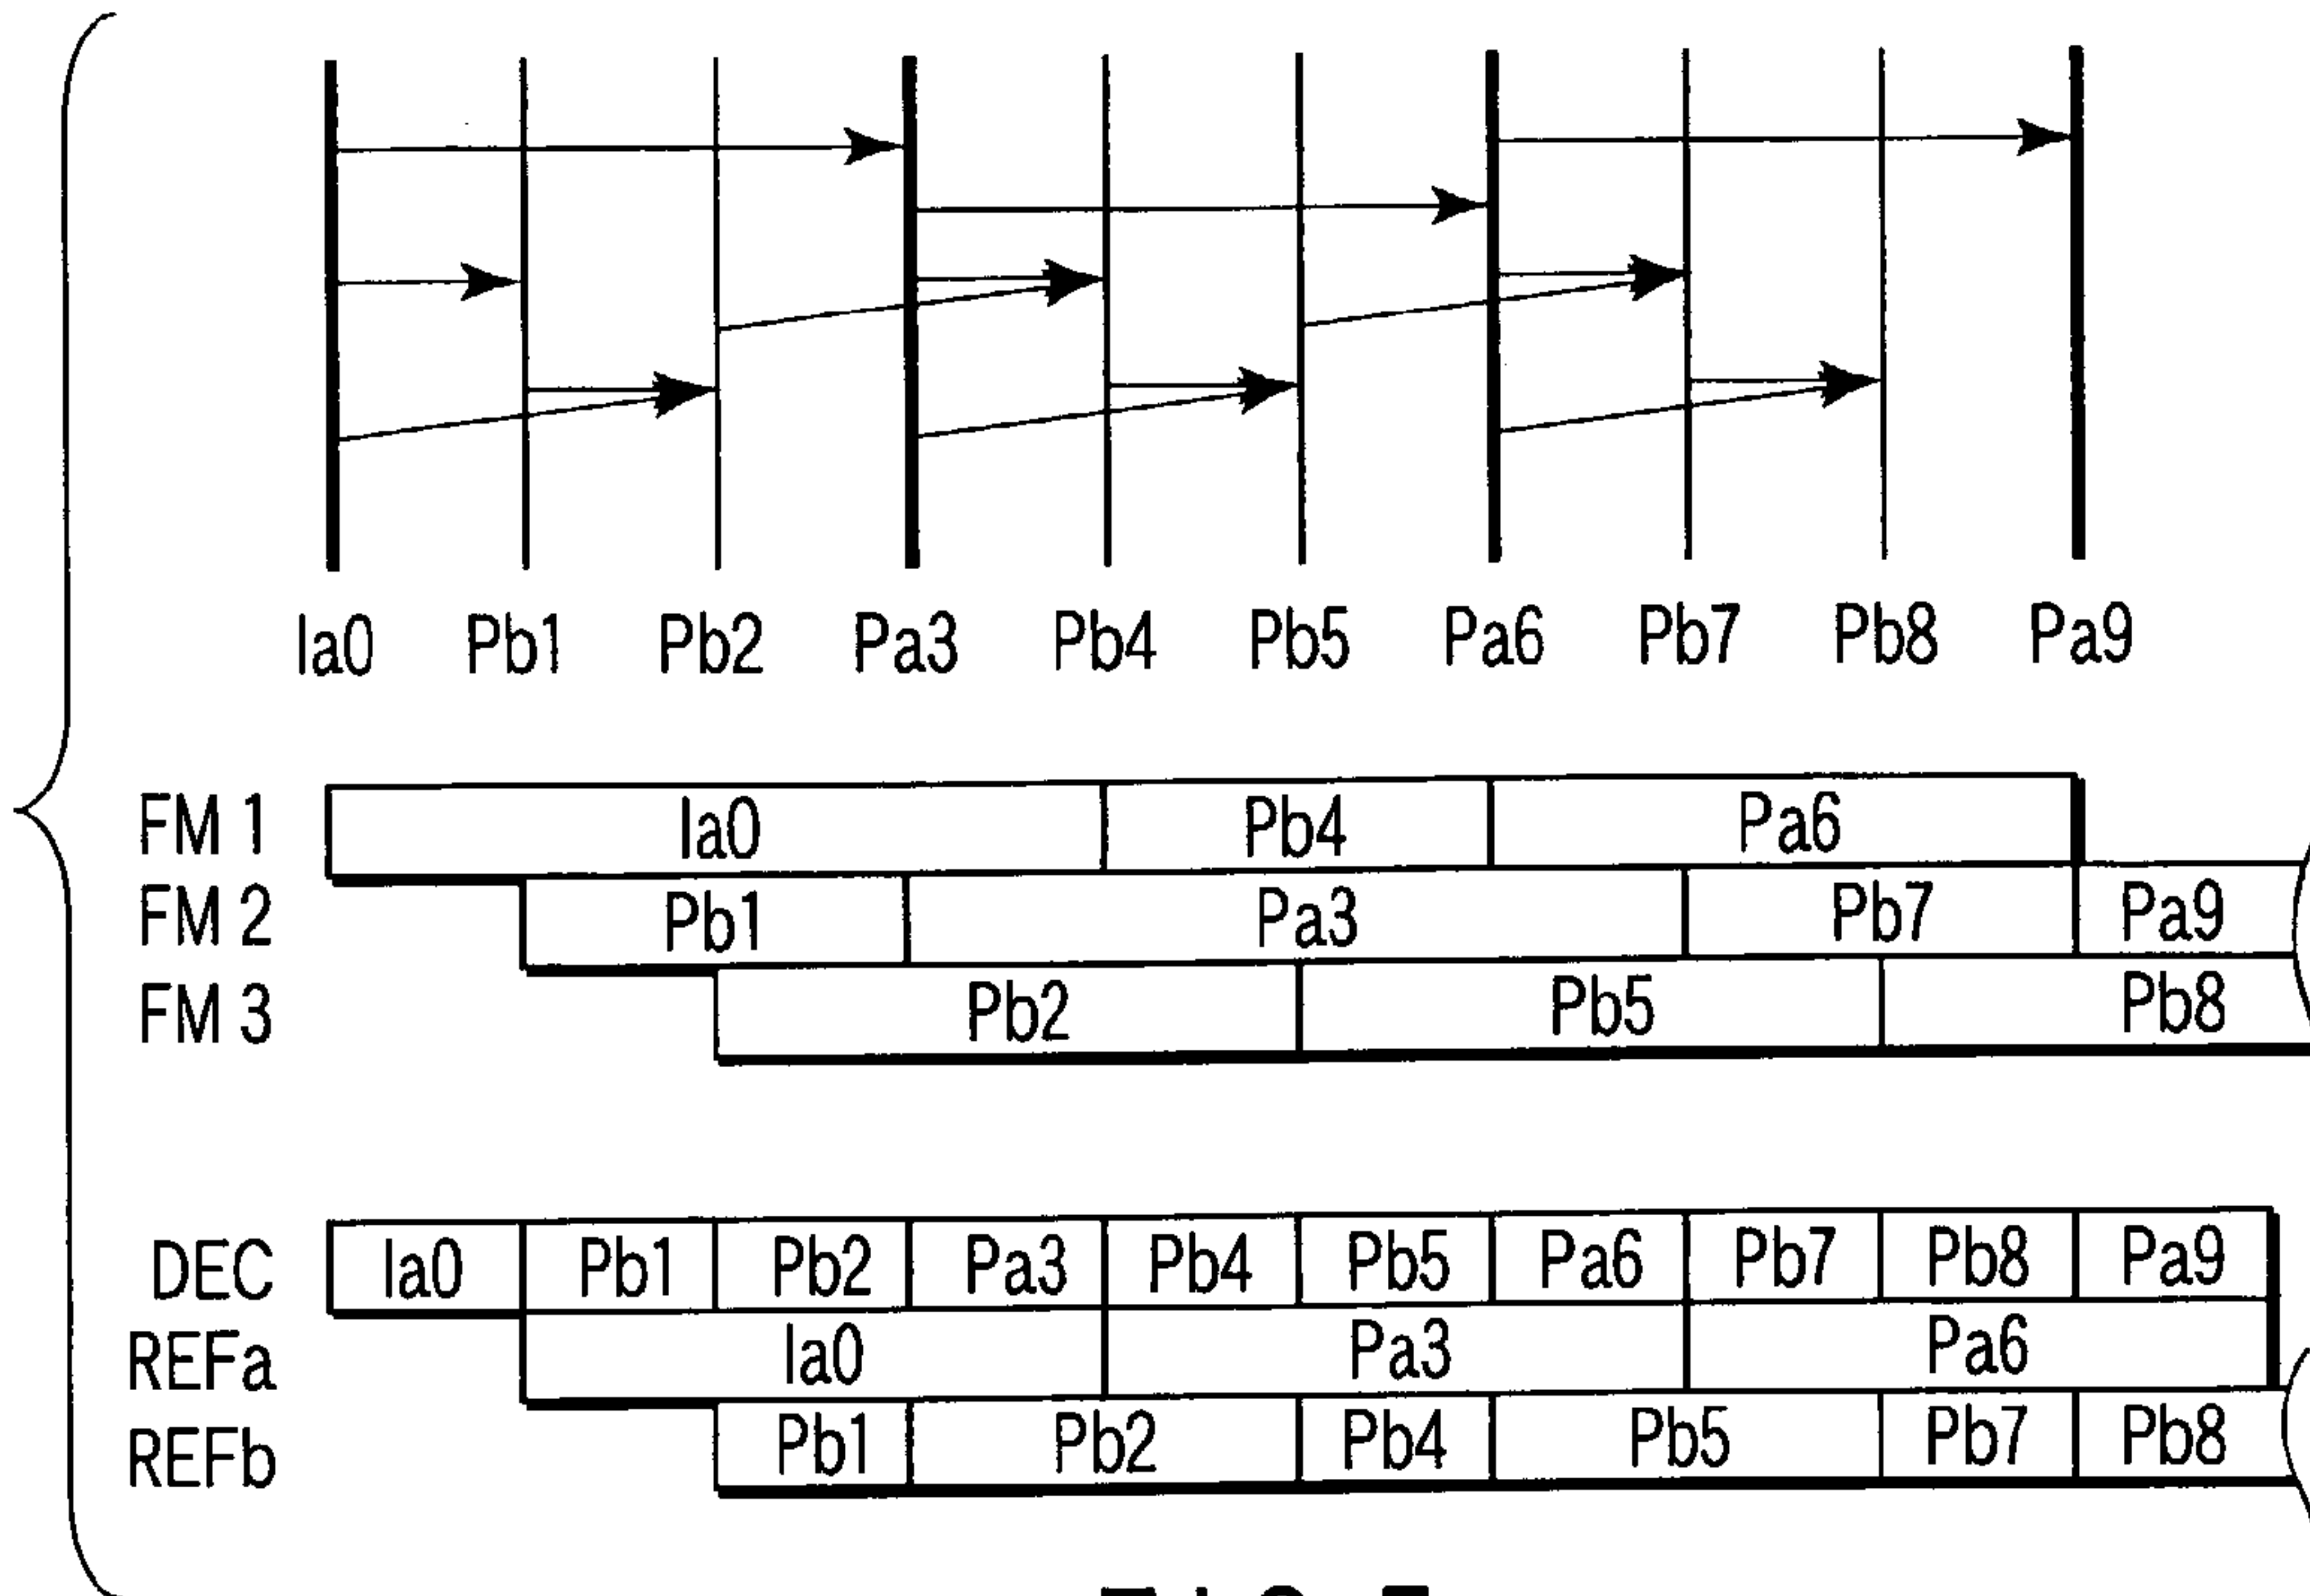 Ia0 Pb1 Pb2 Pa3 Pb4 Pb5 Pa6 Pb7 Pb8 Pa9
FM 1 Ia0 Pb4 Pa6
FM 2 Pb1 Pa3 Pb7 Pa9
FM 3 Pb2 Pb5 Pb8
DEC Ia0 Pb1 Pb2 Pa3 Pb4 Pb5 Pa6 Pb7 Pb8 Pa9
REFa Ia0 Pa3 Pa6
REFb Pb1 Pb2 Pb4 Pb5 Pb7 Pb8